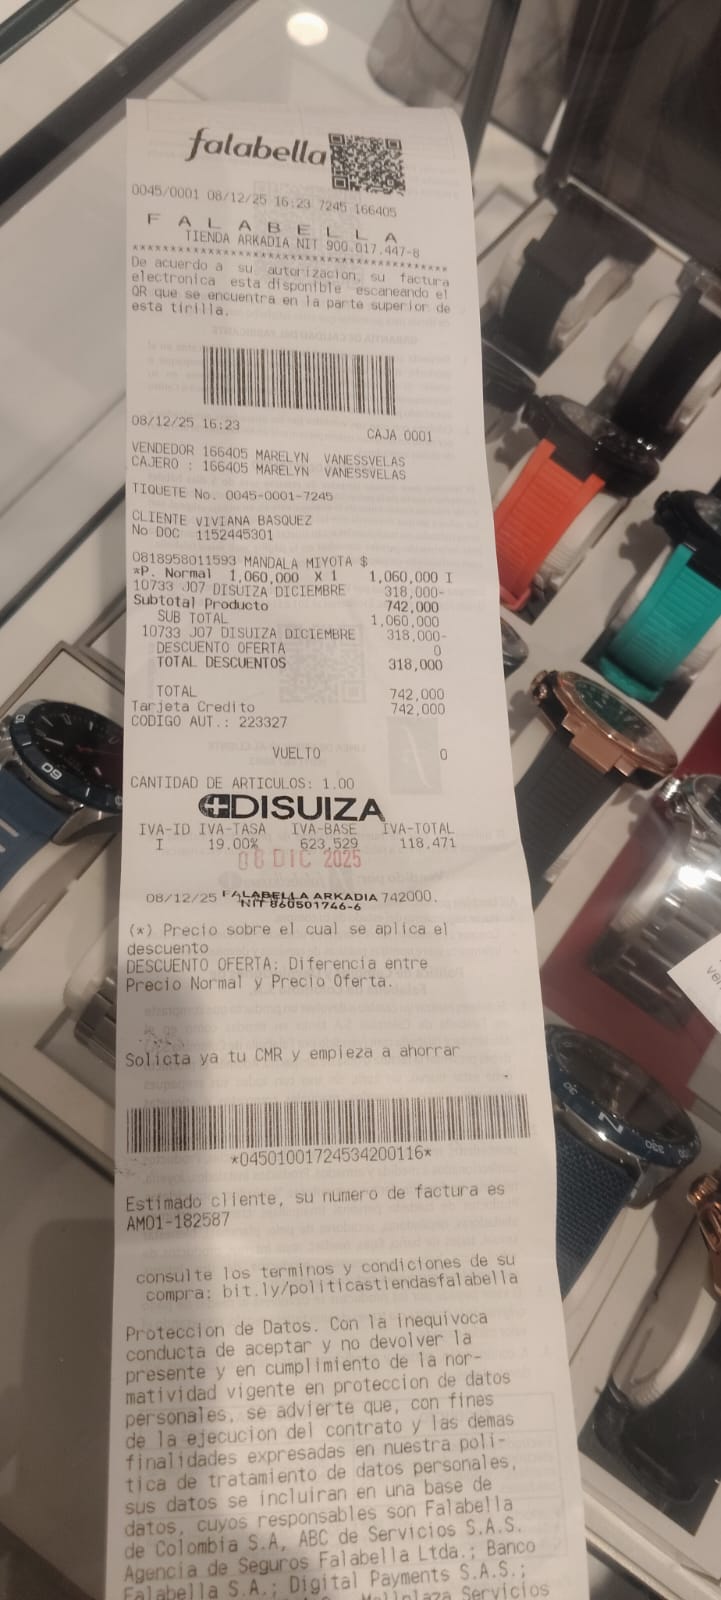 falabella
0045/0001 08/12/25 16:23 7245 166405
F A L A B E L L A
TIENDA ARKADIA NIT 900.017.447-8
**********************************************
De acuerdo a su autorizacion, su factura
electronica esta disponible escaneando el
QR que se encuentra en la parte superior de
esta tirilla.
08/12/25 16:23
CAJA 0001
VENDEDOR 166405 MARELYN VANESSVELAS
CAJERO : 166405 MARELYN VANESSVELAS
TIQUETE No. 0045-0001-7245
CLIENTE VIVIANA BASQUEZ
No DOC 1152445301
0818958011593 MANDALA MIYOTA $
*P. Normal 1,060,000 X 1 1,060,000 I
10733 J07 DISUIZA DICIEMBRE 318,000-
Subtotal Producto 742,000
SUB TOTAL 1,060,000
10733 J07 DISUIZA DICIEMBRE 318,000-
DESCUENTO OFERTA 0
TOTAL DESCUENTOS 318,000
TOTAL 742,000
Tarjeta Credito 742,000
CODIGO AUT.: 223327
VUELTO 0
CANTIDAD DE ARTICULOS: 1.00
DISUIZA
IVA-ID IVA-TASA IVA-BASE IVA-TOTAL
I 19.00% 623,529 118,471
08 DIC 2025
08/12/25 FALABELLA ARKADIA 742000.
NIT 860501746-6
(*) Precio sobre el cual se aplica el
descuento
DESCUENTO OFERTA: Diferencia entre
Precio Normal y Precio Oferta.
Solicta ya tu CMR y empieza a ahorrar
*04501001724534200116*
Estimado cliente, su numero de factura es
AM01-182587
consulte los terminos y condiciones de su
compra: bit.ly/politicastiendasfalabella
Proteccion de Datos. Con la inequivoca
conducta de aceptar y no devolver la
presente y en cumplimiento de la nor-
matividad vigente en proteccion de datos
personales, se advierte que, con fines
de la ejecucion del contrato y las demas
finalidades expresadas en nuestra poli-
tica de tratamiento de datos personales,
sus datos se incluiran en una base de
datos, cuyos responsables son Falabella
de Colombia S.A, ABC de Servicios S.A.S.
Agencia de Seguros Falabella Ltda.; Banco
Falabella S.A.; Digital Payments S.A.S.;
Mallplaza Servicios